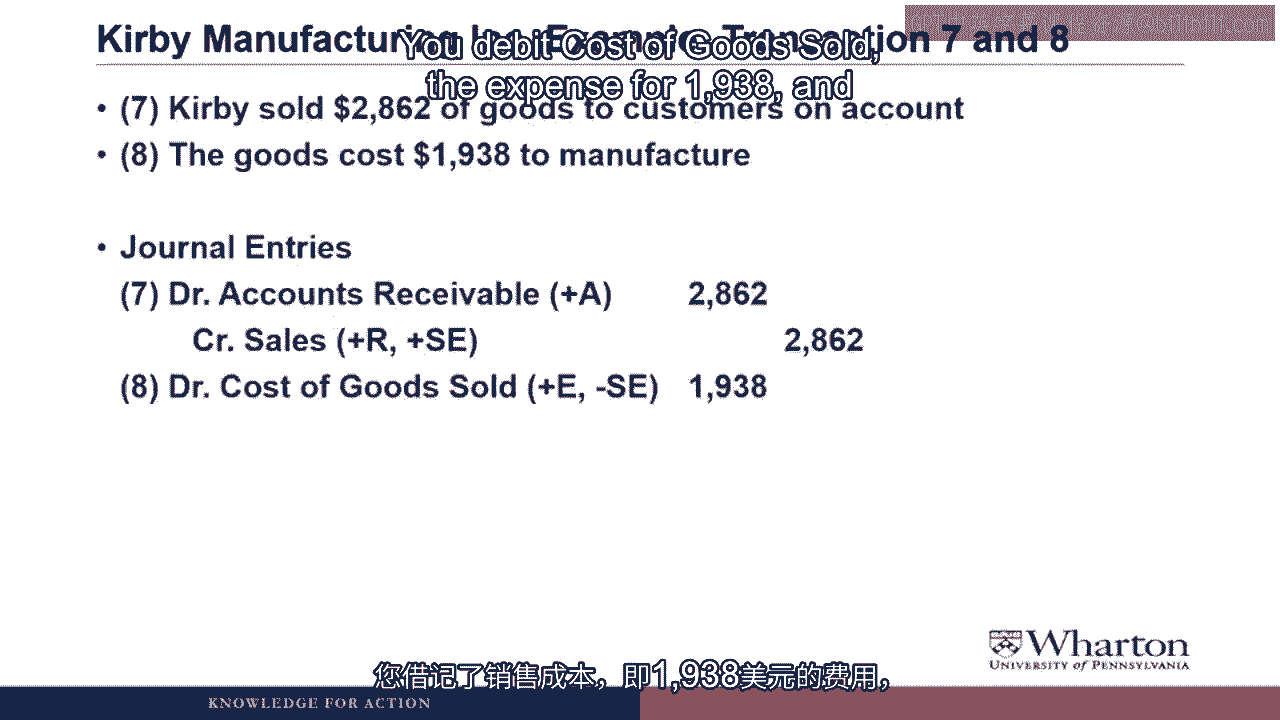 Kirby Manufacturing Inc. Example: Transaction 7 and 8
You debit Cost of Goods Sold,
the expense for 1,938, and
• (7) Kirby sold $2,862 of goods to customers on account
• (8) The goods cost $1,938 to manufacture
• Journal Entries
(7) Dr. Accounts Receivable (+A) 2,862
Cr. Sales (+R, +SE) 2,862
(8) Dr. Cost of Goods Sold (+E, -SE) 1,938
Wharton
UNIVERSITY of PENNSYLVANIA
您借记了销售成本，即1,938美元的费用，
KNOWLEDGE FOR ACTION